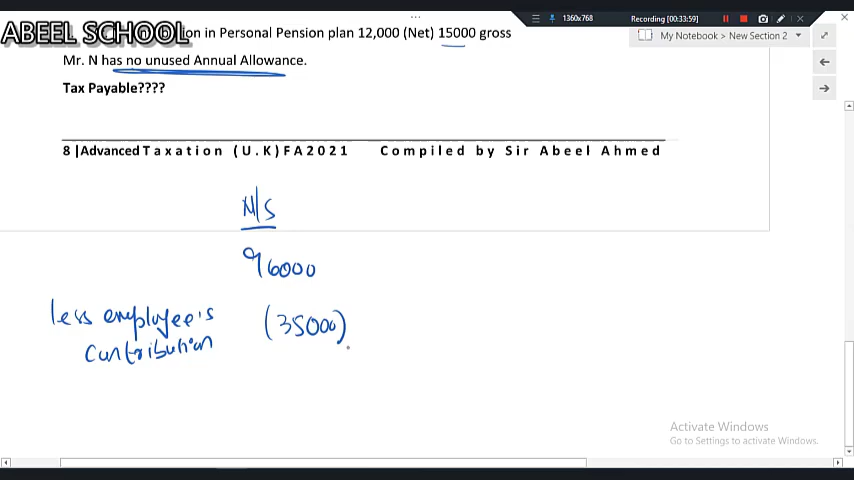 1360x768
Recording [00:33:59]
ABEEL SCHOOL
ion in Personal Pension plan 12,000 (Net) 15000 gross
My Notebook > New Section 2
Mr. N has no unused Annual Allowance.
Tax Payable????
8 |Advanced Taxation (U.K)FA2021 Compiled by Sir Abeel Ahmed
N/S
96000
less employee's (35000)
contribution
Activate Windows
Go to Settings to activate Windows.